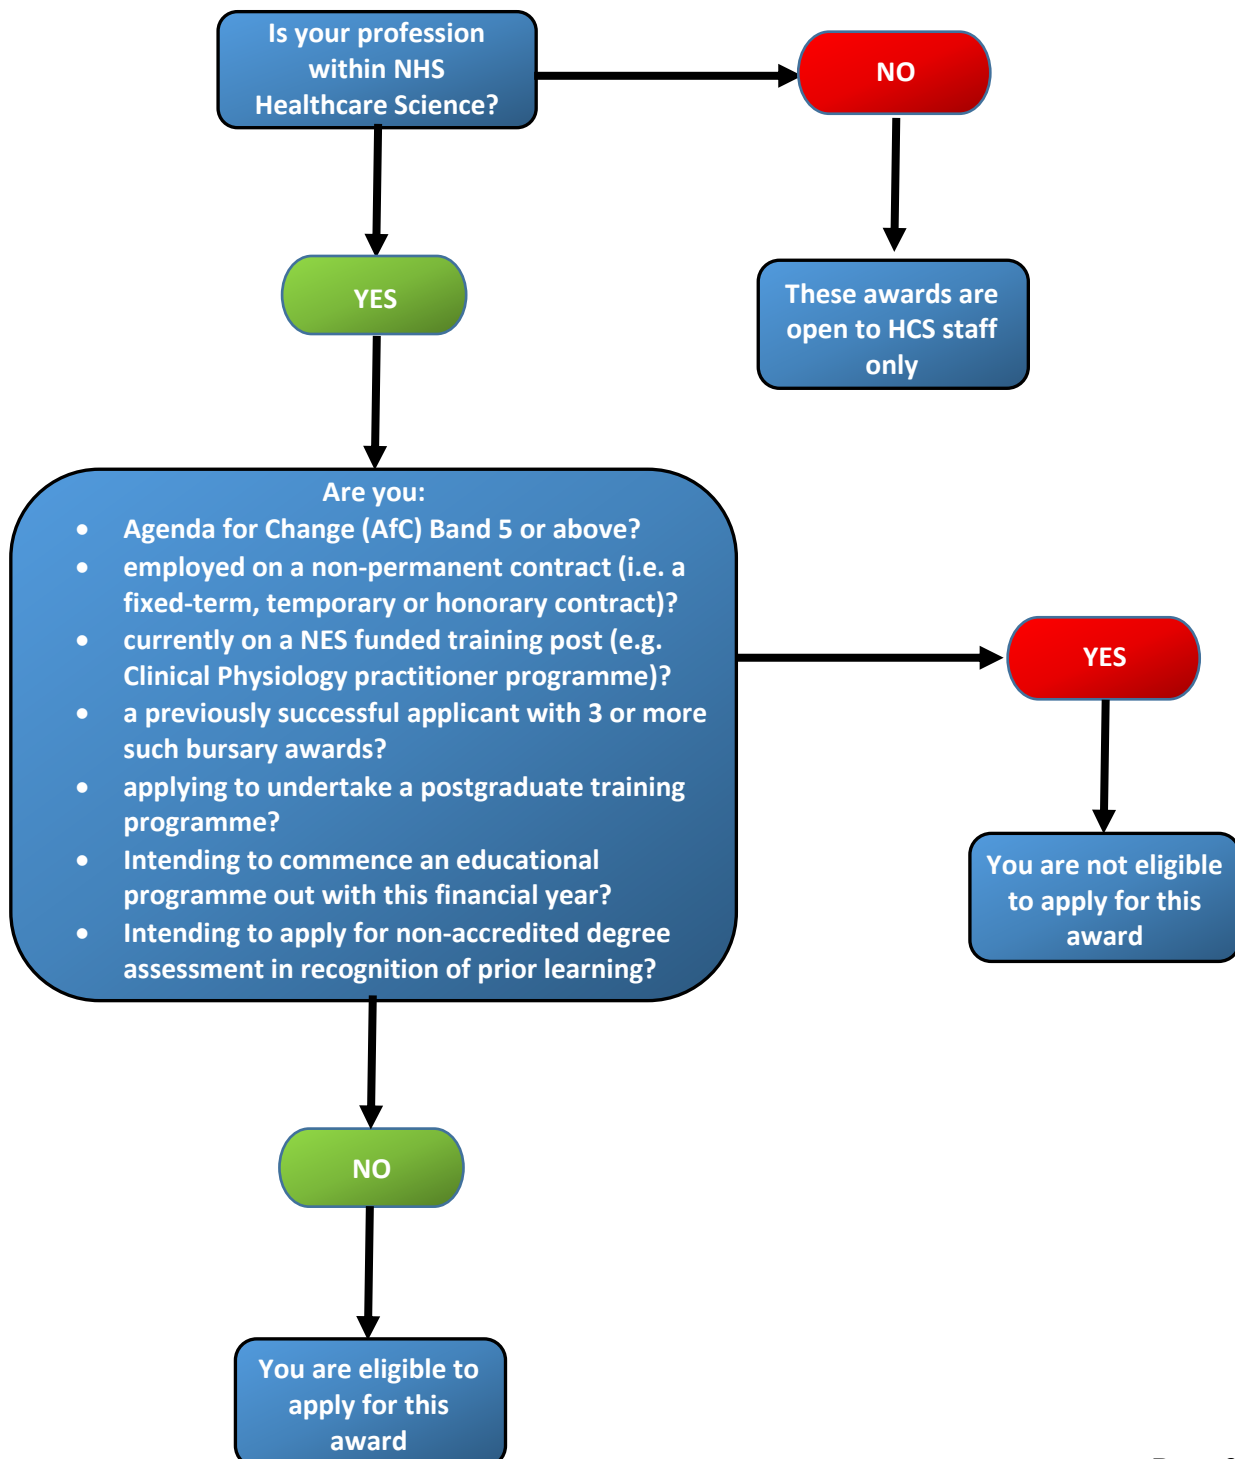 Is your profession
within NHS
Healthcare Science?
NO
YES
These awards are
open to HCS staff
only
Are you:
• Agenda for Change (AfC) Band 5 or above?
• employed on a non-permanent contract (i.e. a
fixed-term, temporary or honorary contract)?
• currently on a NES funded training post (e.g.
Clinical Physiology practitioner programme)?
• a previously successful applicant with 3 or more
such bursary awards?
• applying to undertake a postgraduate training
programme?
• Intending to commence an educational
programme out with this financial year?
• Intending to apply for non-accredited degree
assessment in recognition of prior learning?
YES
You are not eligible
to apply for this
award
NO
You are eligible to
apply for this
award